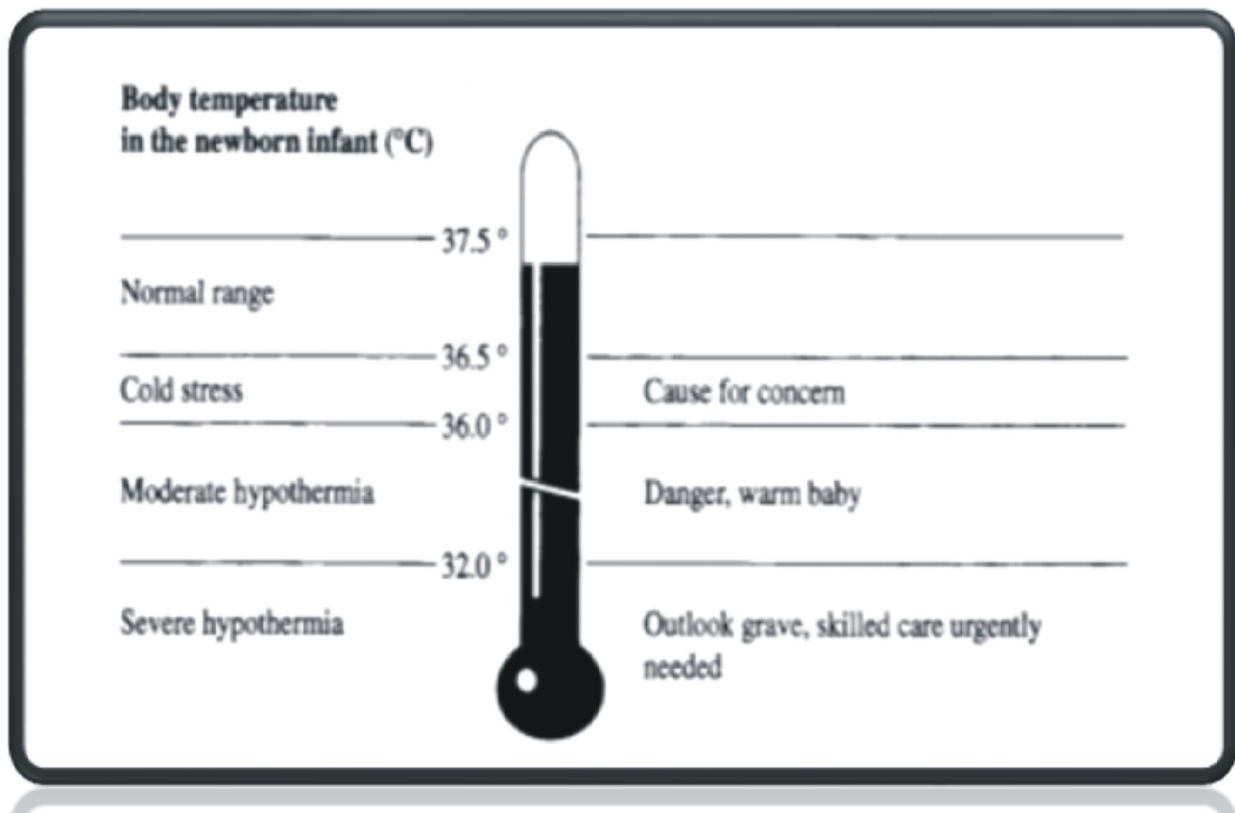 Body temperature
in the newborn infant (°C)
37.5 °
Normal range
36.5 °
Cold stress
Cause for concern
36.0 °
Moderate hypothermia
Danger, warm baby
32.0 °
Severe hypothermia
Outlook grave, skilled care urgently
needed